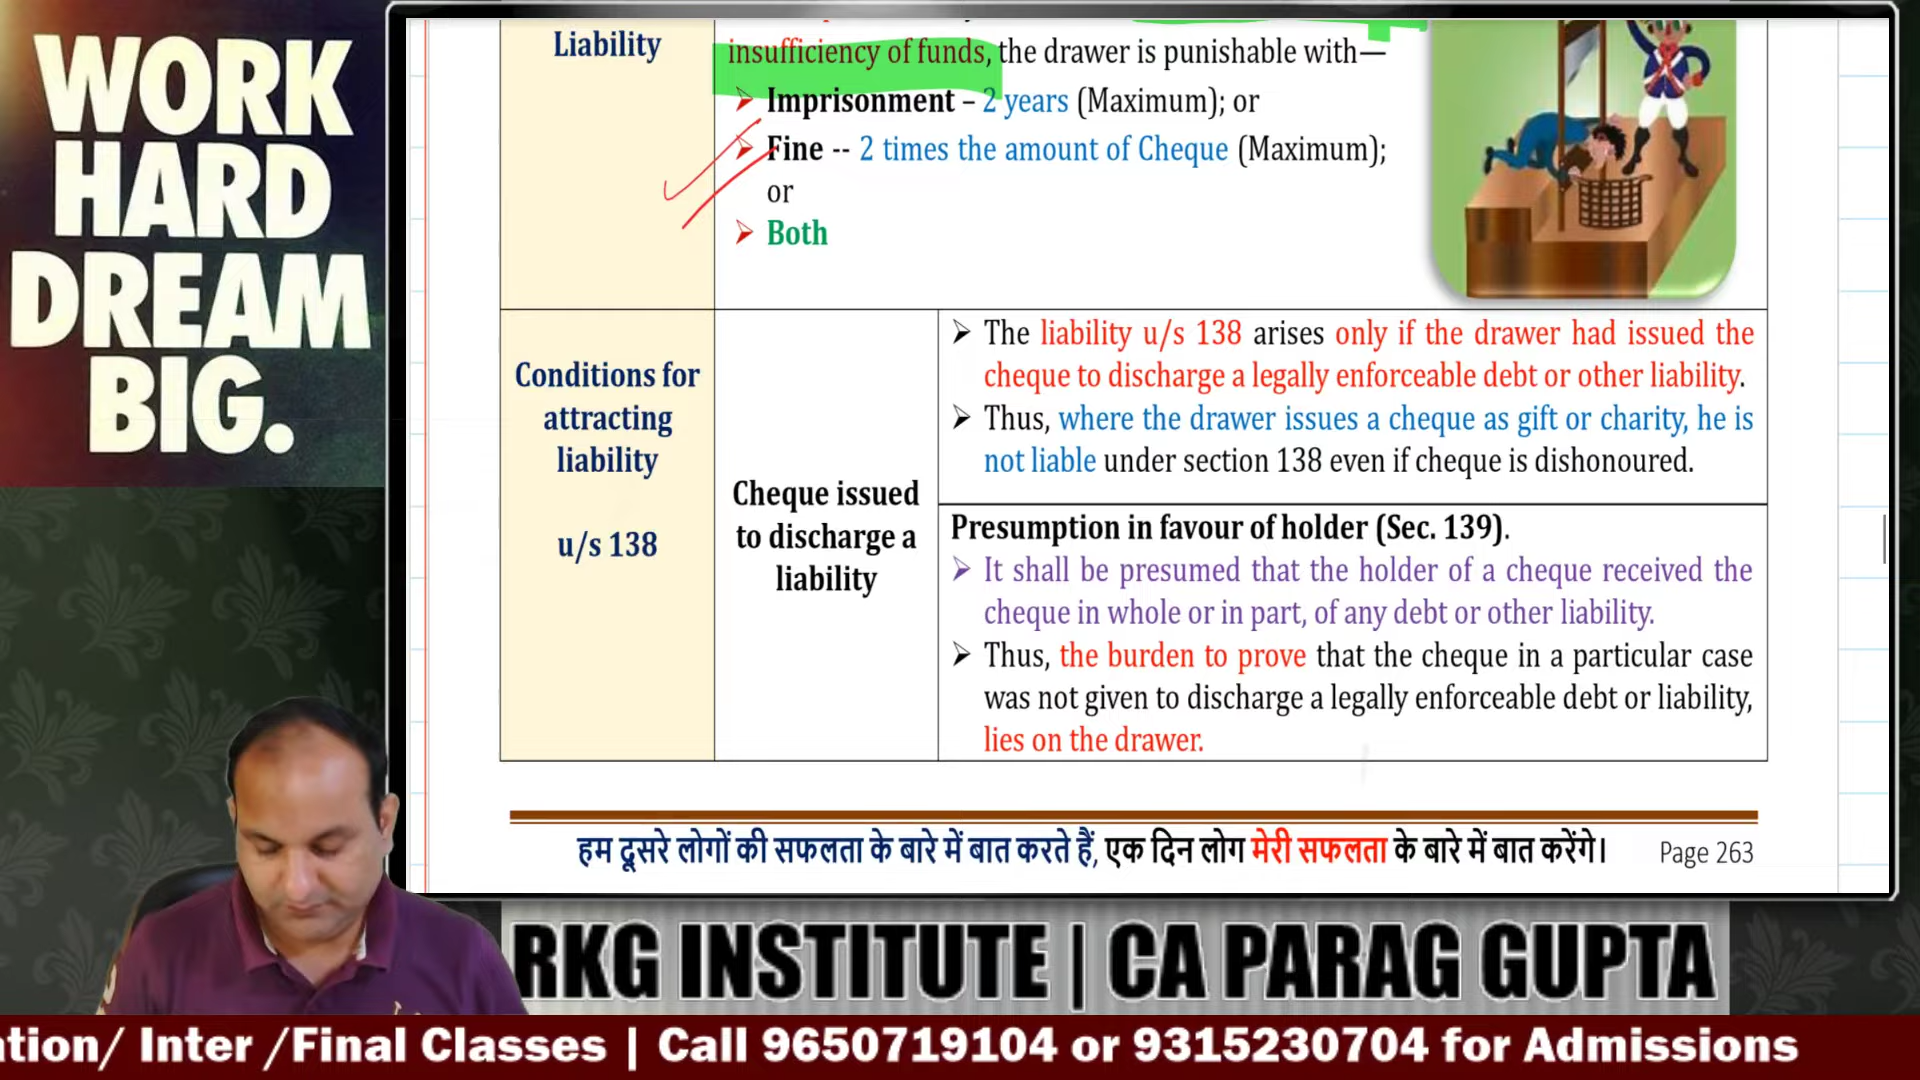 WORK
HARD
DREAM
BIG.
Liability
insufficiency of funds, the drawer is punishable with—
Imprisonment – 2 years (Maximum); or
Fine -- 2 times the amount of Cheque (Maximum);
or
Both
Conditions for
attracting
liability
u/s 138
Cheque issued
to discharge a
liability
The liability u/s 138 arises only if the drawer had issued the
cheque to discharge a legally enforceable debt or other liability.
Thus, where the drawer issues a cheque as gift or charity, he is
not liable under section 138 even if cheque is dishonoured.
Presumption in favour of holder (Sec. 139).
It shall be presumed that the holder of a cheque received the
cheque in whole or in part, of any debt or other liability.
Thus, the burden to prove that the cheque in a particular case
was not given to discharge a legally enforceable debt or liability,
lies on the drawer.
हम दूसरे लोगों की सफलता के बारे में बात करते हैं, एक दिन लोग मेरी सफलता के बारे में बात करेंगे। Page 263
RKG INSTITUTE | CA PARAG GUPTA
ation/ Inter /Final Classes | Call 9650719104 or 9315230704 for Admissions